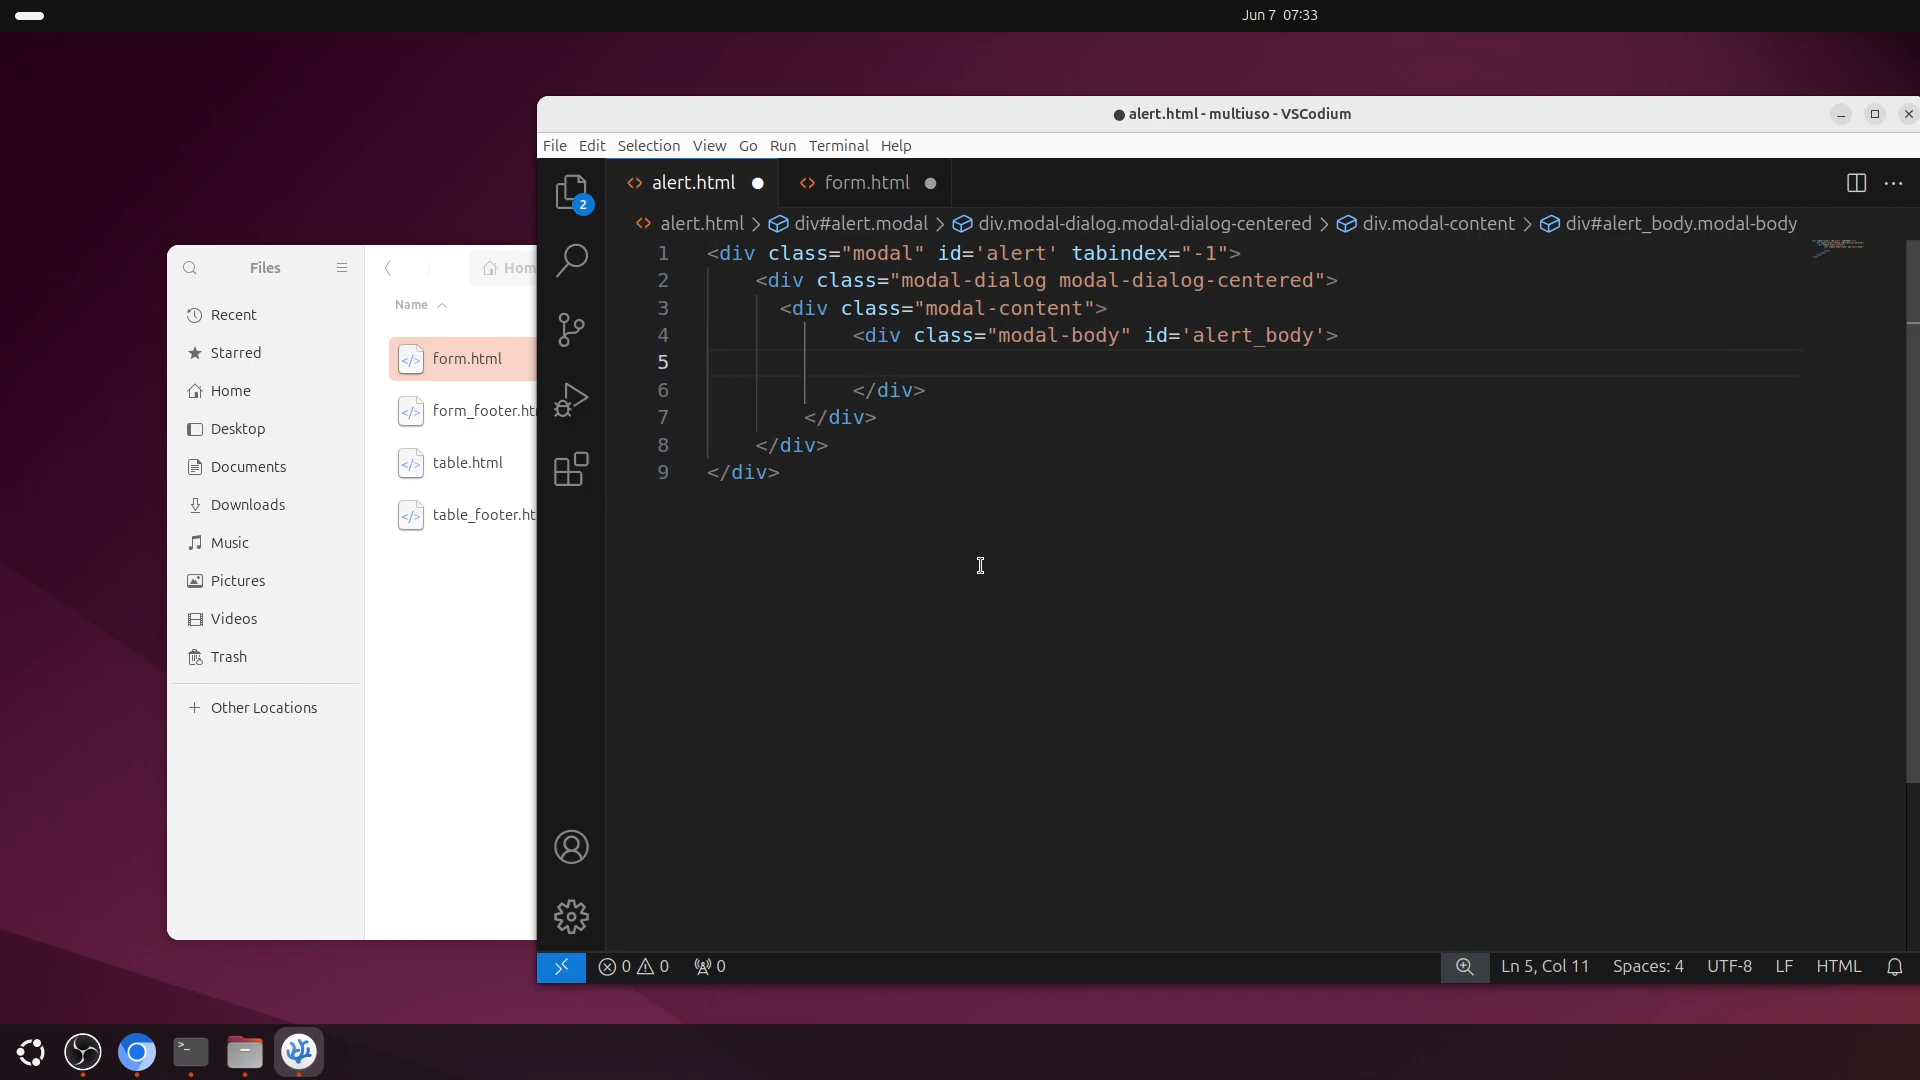 Jun 7 07:33
alert.html - multiuso - VSCodium
File Edit Selection View Go Run Terminal Help
alert.html
form.html
2
alert.html > div#alert.modal > div.modal-dialog.modal-dialog-centered > div.modal-content > div#alert_body.modal-body
1 <div class="modal" id='alert' tabindex="-1">
2 <div class="modal-dialog modal-dialog-centered">
3 <div class="modal-content">
4 <div class="modal-body" id='alert_body'>
5
6 </div>
7 </div>
8 </div>
9 </div>
Files
Hom
Recent
Starred
Home
Desktop
Documents
Downloads
Music
Pictures
Videos
Trash
+ Other Locations
Name
form.html
form_footer.htm
table.html
table_footer.ht
0 0 0
Ln 5, Col 11 Spaces: 4 UTF-8 LF HTML